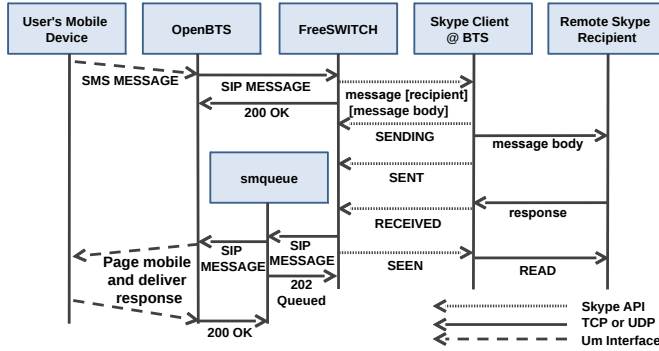 User's Mobile
Device
OpenBTS
FreeSWITCH
Skype Client
@ BTS
Remote Skype
Recipient
SMS MESSAGE
SIP MESSAGE
200 OK
message [recipient]
[message body]
SENDING
message body
smqueue
SENT
RECEIVED
response
SIP
MESSAGE
SIP
MESSAGE
SEEN
READ
Page mobile
and deliver
response
202
Queued
200 OK
Skype API
TCP or UDP
Um Interface